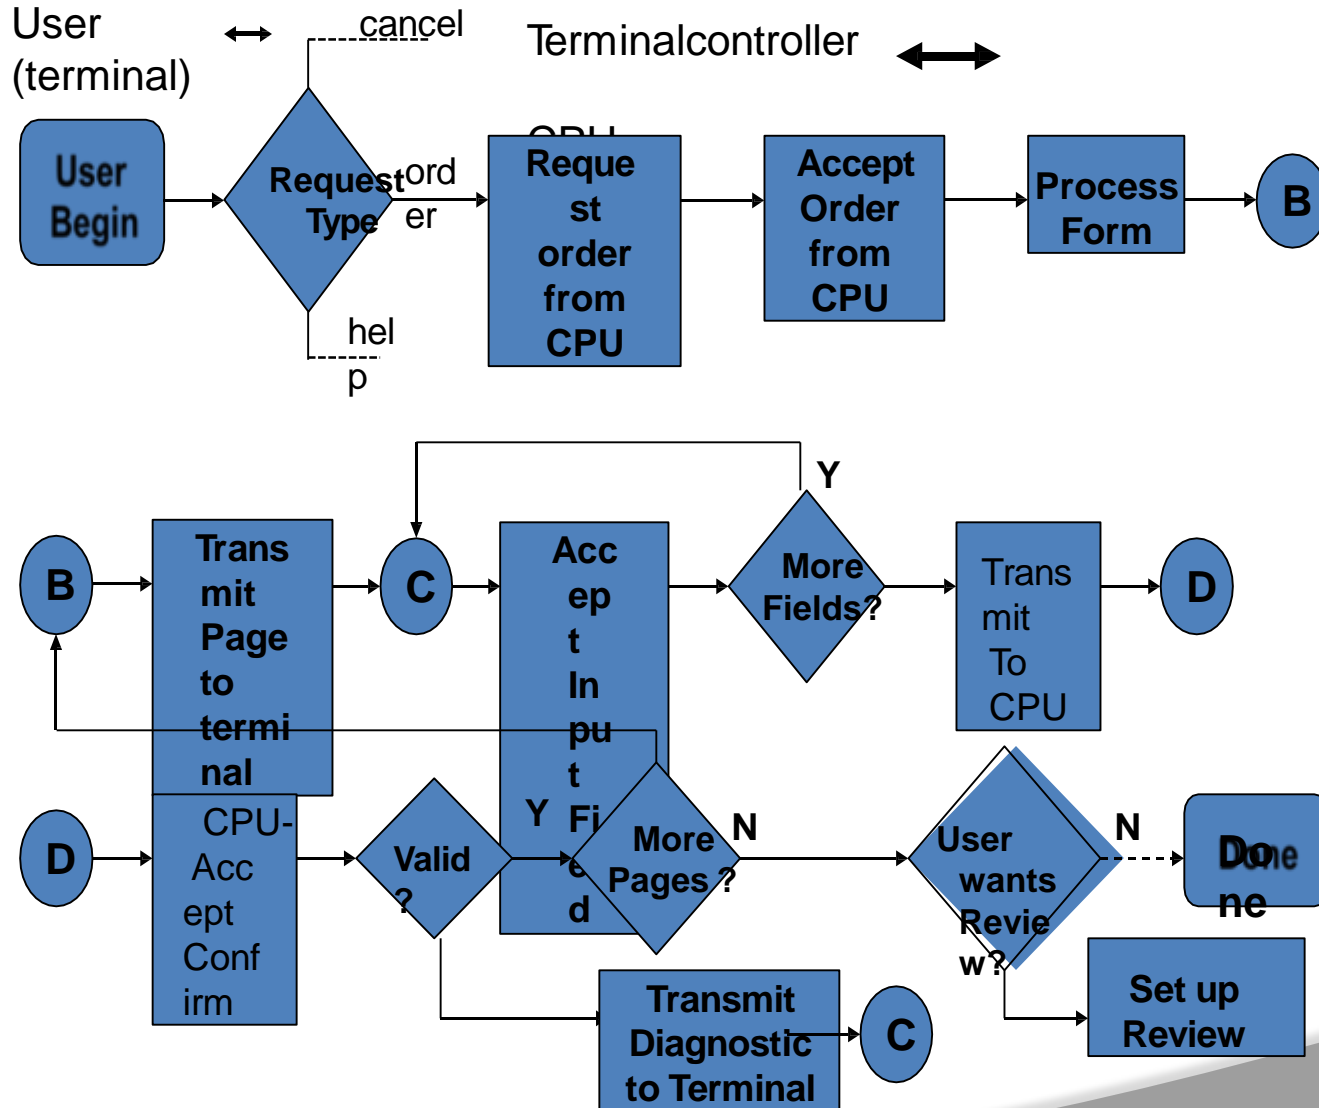 User
(terminal)
cancel
Terminalcontroller
CPU
User
Begin
Request
Type
ord
er
hel
p
Reque
st
order
from
CPU
Accept
Order
from
CPU
Process
Form
B
Y
B
Trans
mit
Page
to
termi
nal
C
Acc
ep
t
In
pu
t
Fi
e
d
More
Fields?
Trans
mit
To
CPU
D
D
CPU-
Acc
ept
Conf
irm
Valid
?
Y
More
Pages ?
N
User
wants
Revie
w?
N
Done
Do
ne
Transmit
Diagnostic
to Terminal
C
Set up
Review